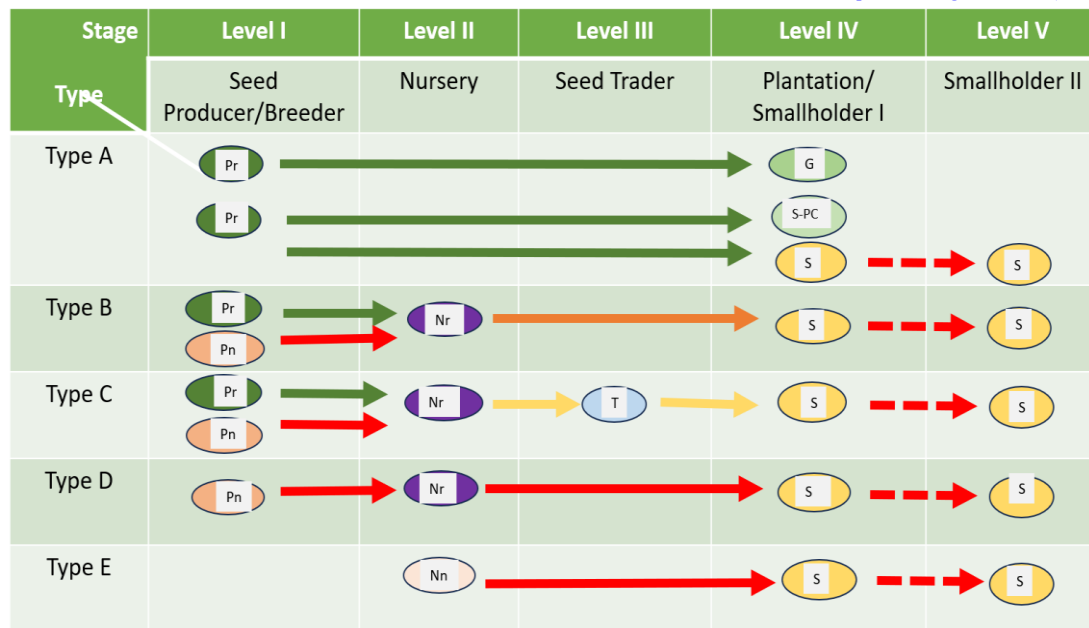 Stage
Type
Level I
Level II
Level III
Level IV
Level V
Seed
Producer/Breeder
Nursery
Seed Trader
Plantation/
Smallholder I
Smallholder II
Type A
Pr
G
Pr
S-PC
S
S
Type B
Pr
Pn
Nr
S
S
Type C
Pr
Pn
Nr
T
S
S
Type D
Pn
Nr
S
S
Type E
Nn
S
S